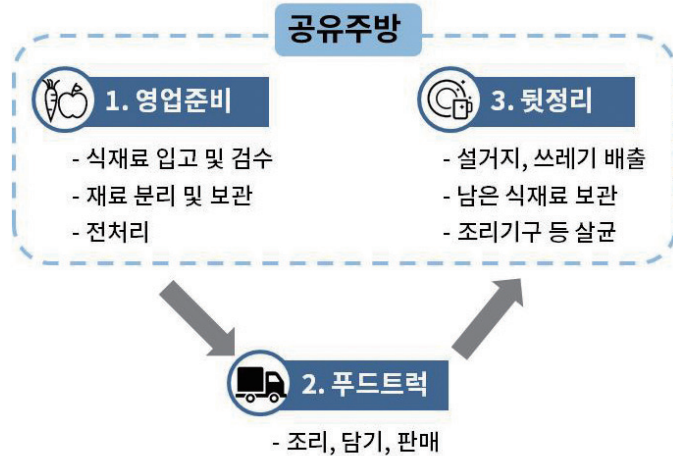 공유주방
1. 영업준비
- 식재료 입고 및 검수
- 재료 분리 및 보관
- 전처리
3. 뒷정리
- 설거지, 쓰레기 배출
- 남은 식재료 보관
- 조리기구 등 살균
2. 푸드트럭
- 조리, 담기, 판매